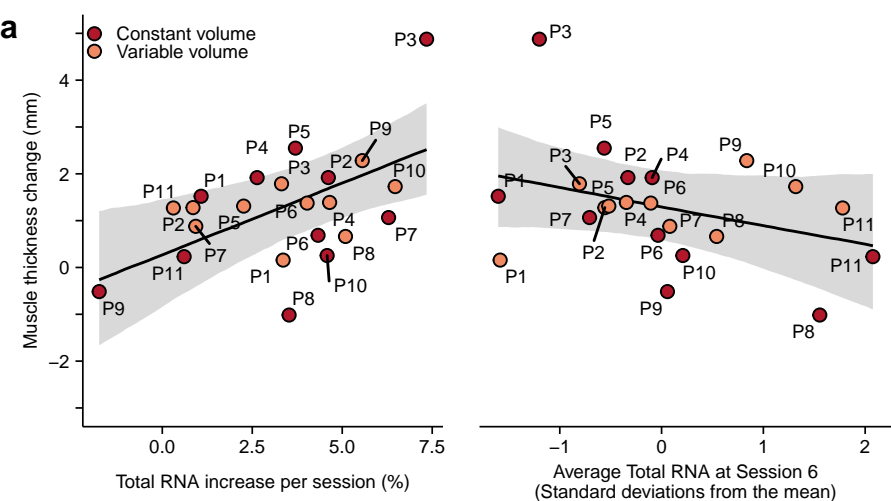 a
Constant volume
Variable volume
Muscle thickness change (mm)
4
2
0
−2
P3
P5
P4
P9
P3
P2
P10
P11
P1
P2
P5
P6
P4
P7
P7
P11
P6
P8
P1
P10
P9
P8
0.0 2.5 5.0 7.5
Total RNA increase per session (%)
P3
P5
P2 P4
P9
P3
P10
P1
P5
P6
P7
P4
P7
P8
P11
P2
P6
P1
P10
P11
P9
P8
−1 0 1 2
Average Total RNA at Session 6
(Standard deviations from the mean)